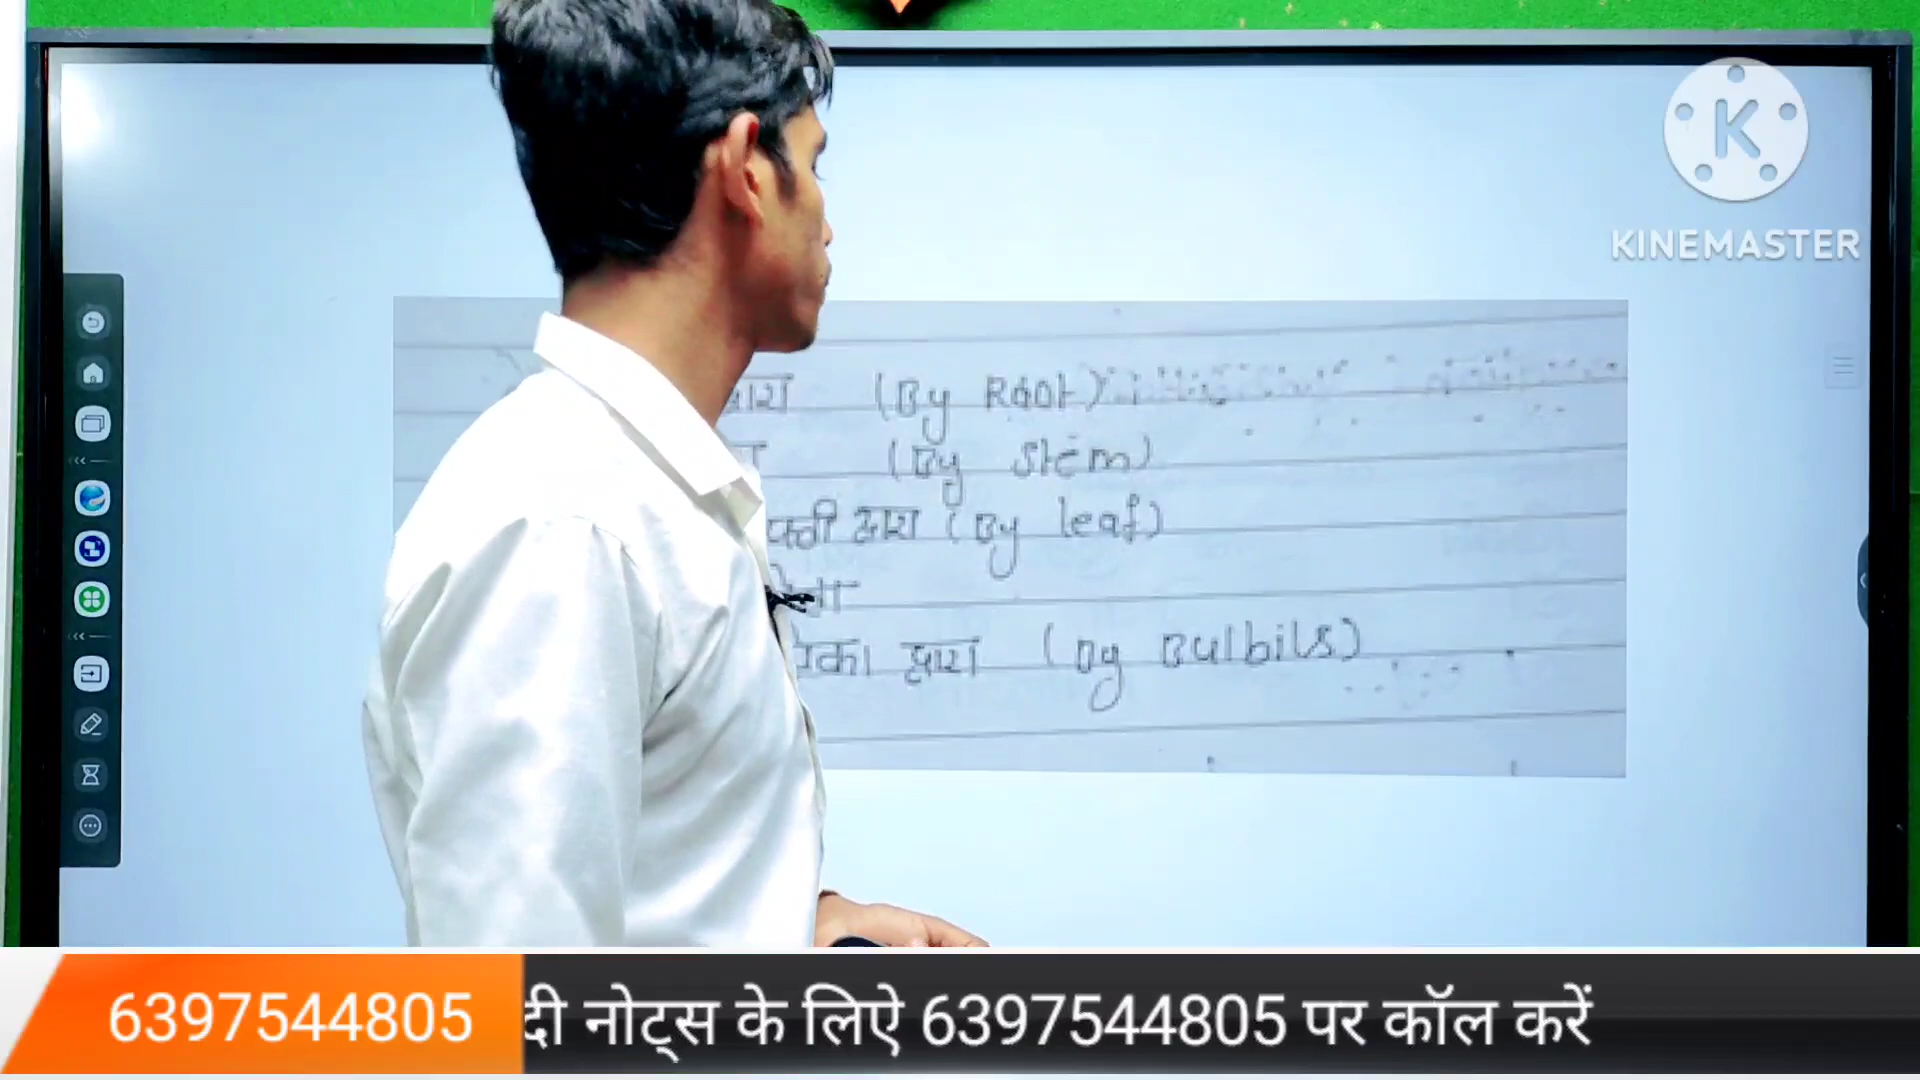 KINEMASTER
द्वारा (By Root)
(By Stem)
पत्ती द्वारा (By leaf)
द्वारा (By Bulbils)
6397544805
दी नोट्स के लिऐ 6397544805 पर कॉल करें